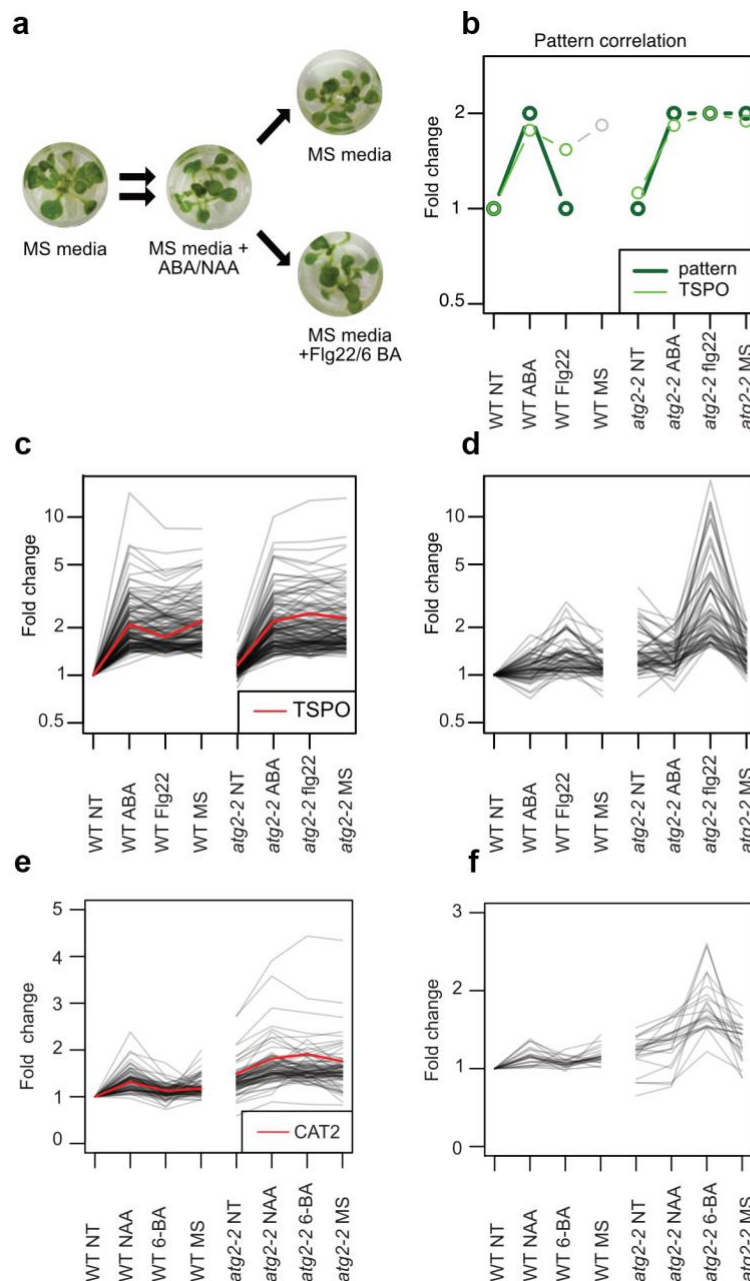 a
MS media
MS media +
ABA/NAA
MS media
MS media
+Flg22/6 BA
b
Pattern correlation
Fold change
2
1
0.5
pattern
TSPO
WT NT
WT ABA
WT Flg22
WT MS
atg2-2 NT
atg2-2 ABA
atg2-2 flg22
atg2-2 MS
c
Fold change
10
5
2
1
0.5
TSPO
WT NT
WT ABA
WT Flg22
WT MS
atg2-2 NT
atg2-2 ABA
atg2-2 flg22
atg2-2 MS
d
Fold change
10
5
2
1
0.5
WT NT
WT ABA
WT Flg22
WT MS
atg2-2 NT
atg2-2 ABA
atg2-2 flg22
atg2-2 MS
e
Fold change
5
4
3
2
1
0
CAT2
WT NT
WT NAA
WT 6-BA
WT MS
atg2-2 NT
atg2-2 NAA
atg2-2 6-BA
atg2-2 MS
f
Fold change
3
2
1
0
WT NT
WT NAA
WT 6-BA
WT MS
atg2-2 NT
atg2-2 NAA
atg2-2 6-BA
atg2-2 MS